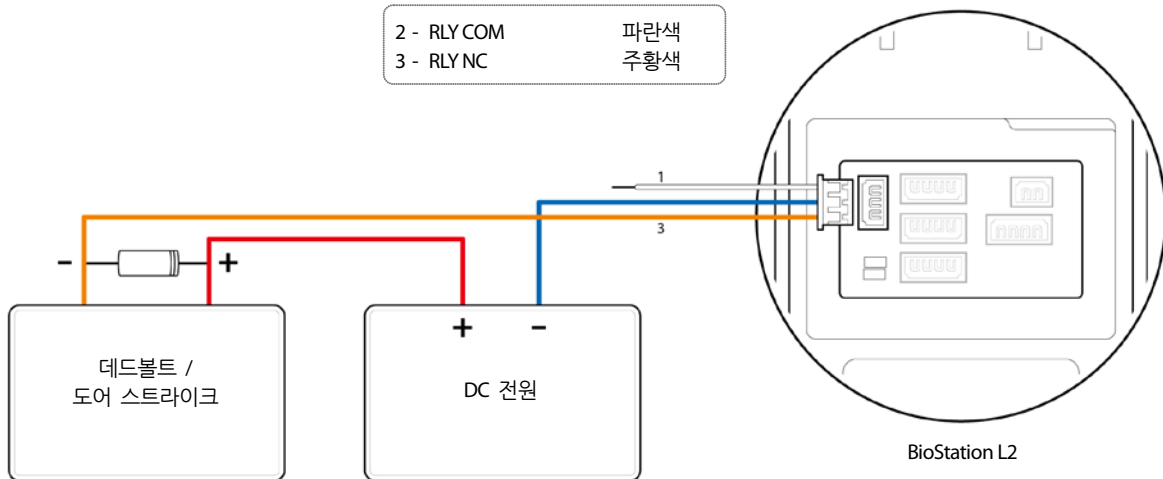 2 - RLY COM 파란색
3 - RLY NC 주황색
1
3
- +
+ -
데드볼트 /
도어 스트라이크
DC 전원
BioStation L2